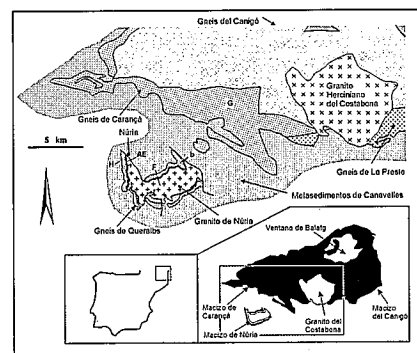 Gneis del Canigó
Granito
Herciniana
del Costabona
G
Gneis de Carançà
Núria
5 km
AE
Gneis de La Presta
Metasedimentos de Canavelles
Gneis de Queralbs
Granito de Núria
Ventana de Balatg
Macizo de
Carançà
Macizo de Núria
Granito del
Costabona
Macizo
del Canigó